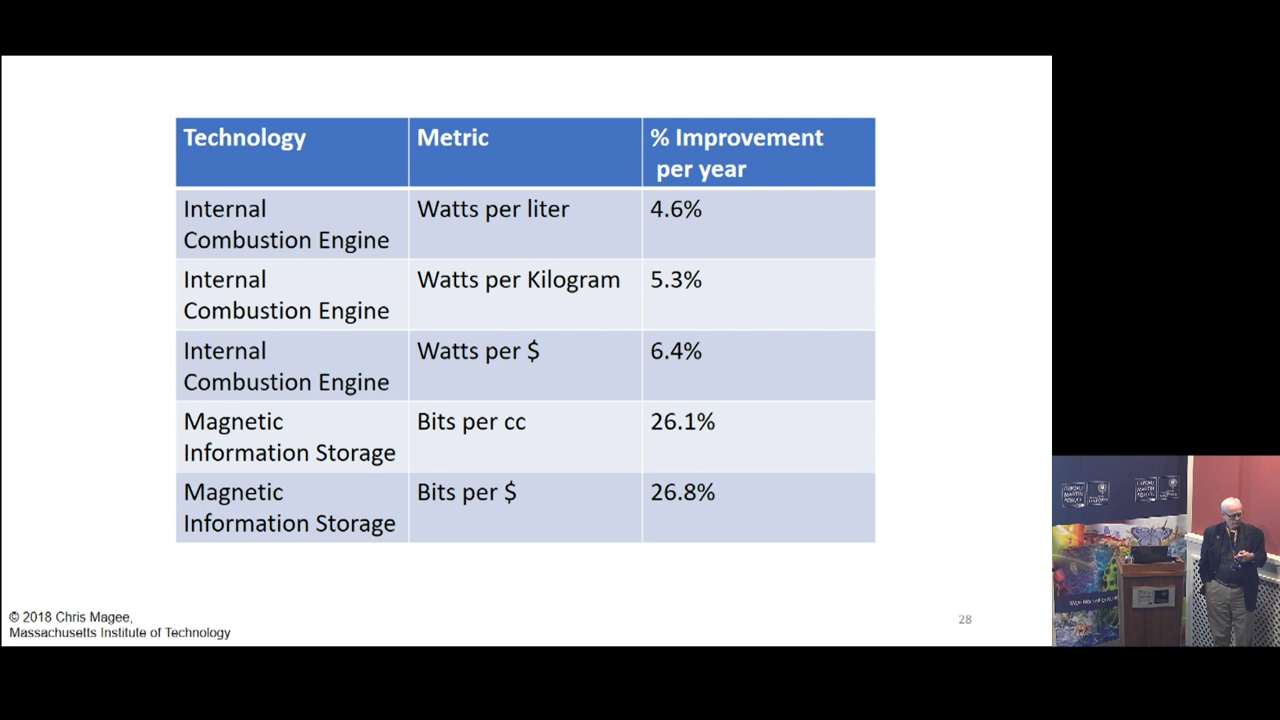 Technology Metric % Improvement
per year
Internal Watts per liter 4.6%
Combustion Engine
Internal Watts per Kilogram 5.3%
Combustion Engine
Internal Watts per $ 6.4%
Combustion Engine
Magnetic Bits per cc 26.1%
Information Storage
Magnetic Bits per $ 26.8%
Information Storage
© 2018 Chris Magee,
Massachusetts Institute of Technology
28